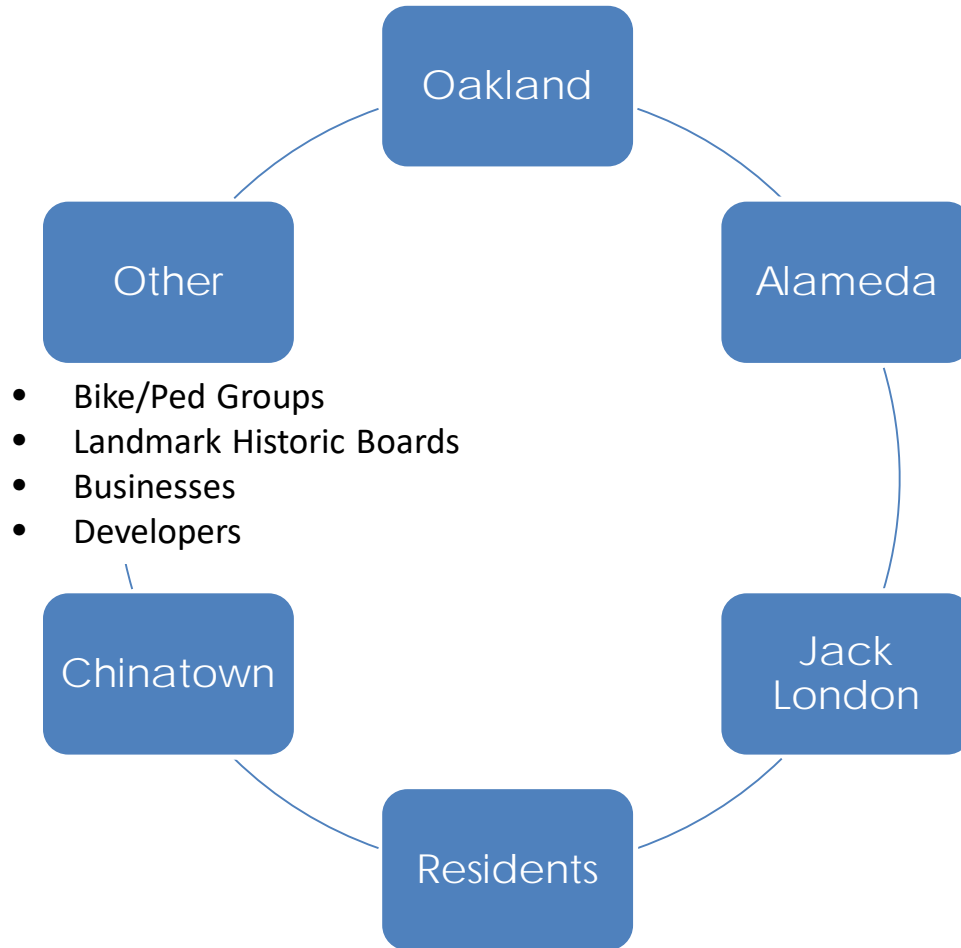 Oakland
Other
Alameda
• Bike/Ped Groups
• Landmark Historic Boards
• Businesses
• Developers
Chinatown
Jack
London
Residents